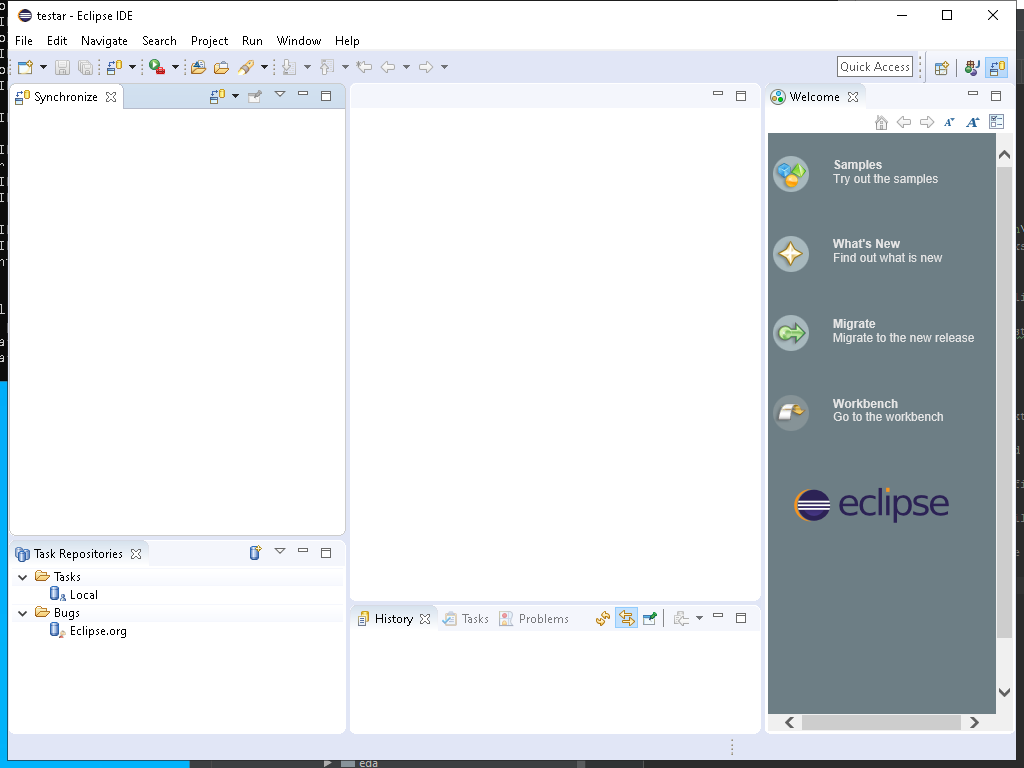 testar - Eclipse IDE
File Edit Navigate Search Project Run Window Help
Quick Access
Synchronize
Welcome
Samples
Try out the samples
What's New
Find out what is new
Migrate
Migrate to the new release
Workbench
Go to the workbench
eclipse
Task Repositories
Tasks
Local
Bugs
Eclipse.org
History Tasks Problems
eda